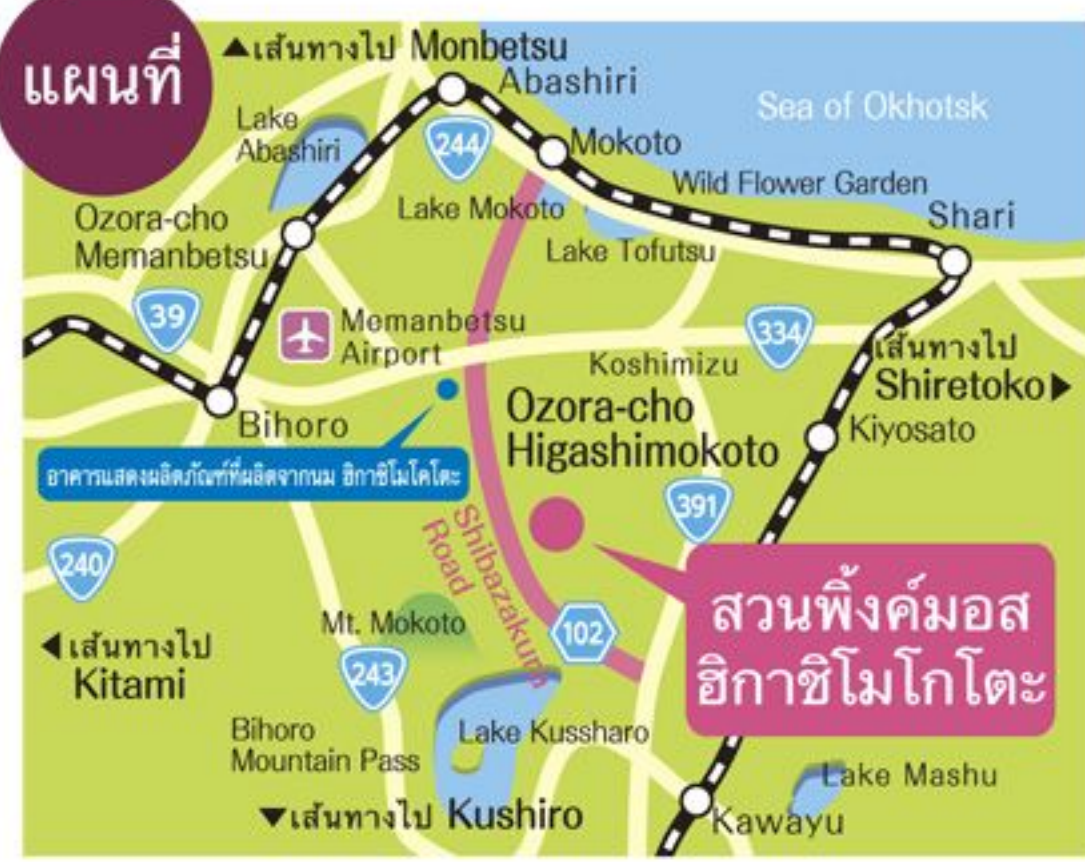 แผนที่
▲เส้นทางไป Monbetsu
Abashiri
Sea of Okhotsk
Lake
Abashiri
244
Mokoto
Wild Flower Garden
Lake Mokoto
Shari
Ozora-cho
Memanbetsu
Lake Tofutsu
39
Memanbetsu
Airport
334
Koshimizu
เส้นทางไป
Shiretoko▶
Ozora-cho
Higashimokoto
Bihoro
Kiyosato
อาคารแสดงผลิตภัณฑ์ที่ผลิตจากนม ฮิกาชิโมโคโตะ
391
Shibazakura
Road
240
สวนพิ้งค์มอส
ฮิกาชิโมโกโตะ
Mt. Mokoto
102
◀เส้นทางไป
Kitami
243
Bihoro
Mountain Pass
Lake Kussharo
Lake Mashu
▼เส้นทางไป Kushiro
Kawayu